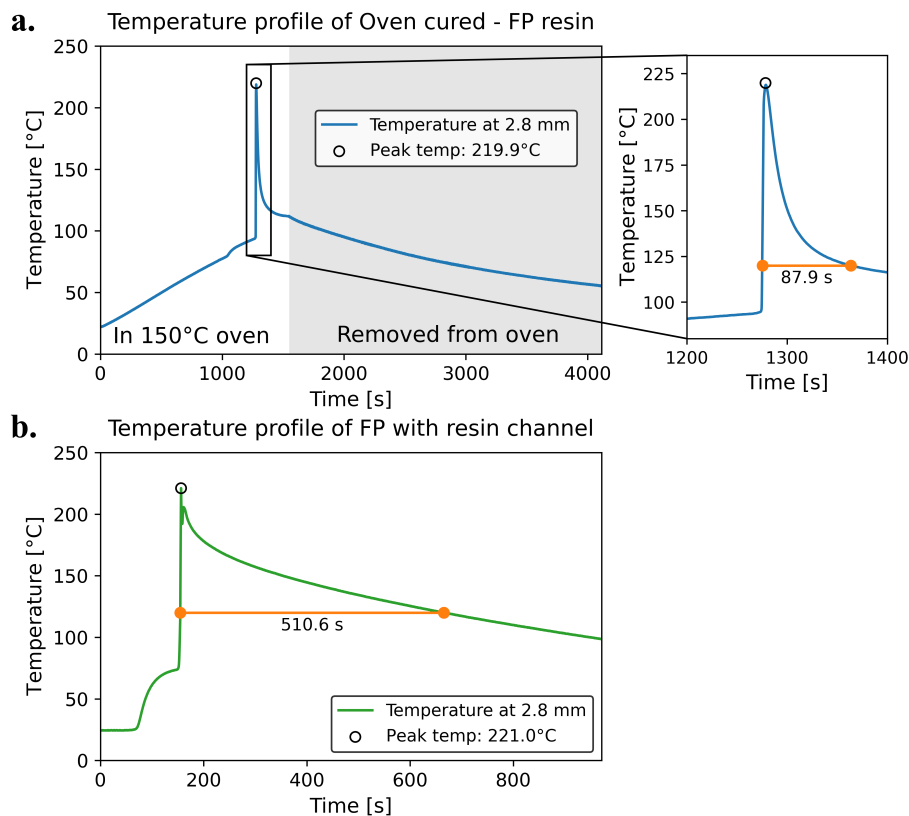 a.
Temperature profile of Oven cured - FP resin
Temperature [°C]
250
200
150
100
50
0
Temperature at 2.8 mm
Peak temp: 219.9°C
In 150°C oven
Removed from oven
0
1000
2000
3000
4000
Time [s]
Temperature [°C]
225
200
175
150
125
100
87.9 s
1200
1300
1400
Time [s]
b.
Temperature profile of FP with resin channel
Temperature [°C]
250
200
150
100
50
0
510.6 s
Temperature at 2.8 mm
Peak temp: 221.0°C
0
200
400
600
800
Time [s]